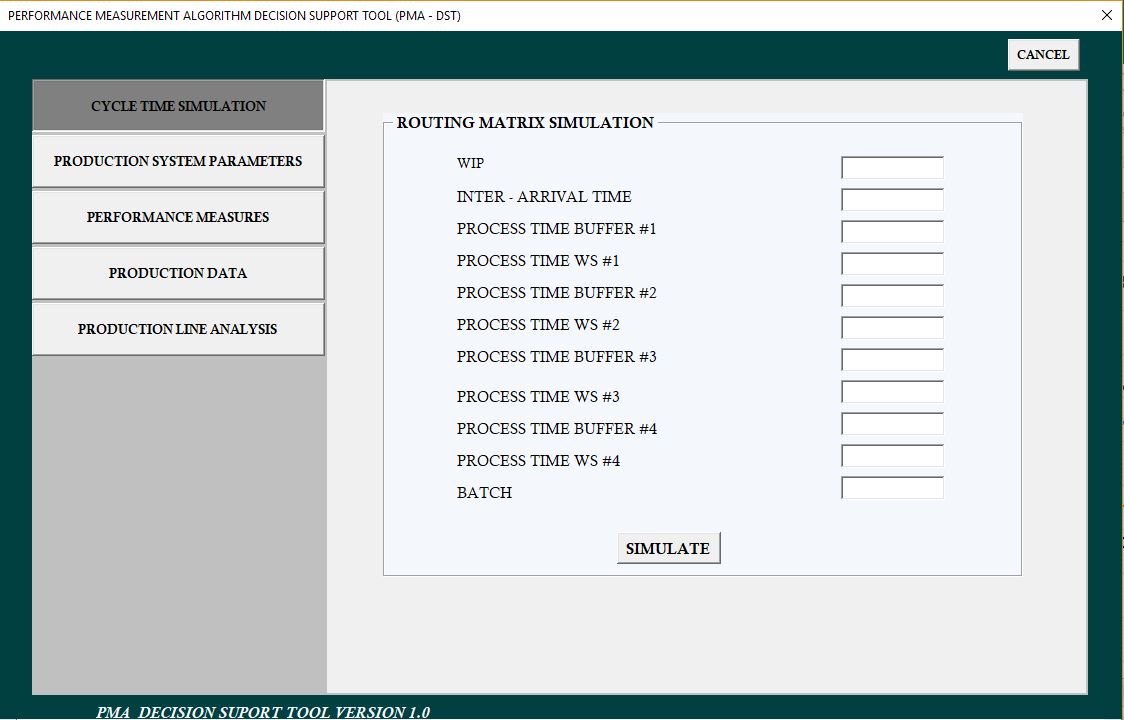 PERFORMANCE MEASUREMENT ALGORITHM DECISION SUPPORT TOOL (PMA - DST)
CANCEL
CYCLE TIME SIMULATION
PRODUCTION SYSTEM PARAMETERS
PERFORMANCE MEASURES
PRODUCTION DATA
PRODUCTION LINE ANALYSIS
ROUTING MATRIX SIMULATION
WIP
INTER - ARRIVAL TIME
PROCESS TIME BUFFER #1
PROCESS TIME WS #1
PROCESS TIME BUFFER #2
PROCESS TIME WS #2
PROCESS TIME BUFFER #3
PROCESS TIME WS #3
PROCESS TIME BUFFER #4
PROCESS TIME WS #4
BATCH
SIMULATE
PMA DECISION SUPORT TOOL VERSION 1.0